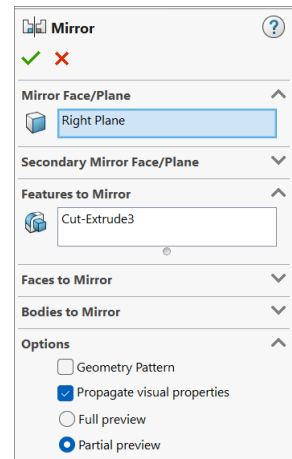 Mirror
?
Mirror Face/Plane
Right Plane
Secondary Mirror Face/Plane
Features to Mirror
Cut-Extrude3
Faces to Mirror
Bodies to Mirror
Options
Geometry Pattern
Propagate visual properties
Full preview
Partial preview